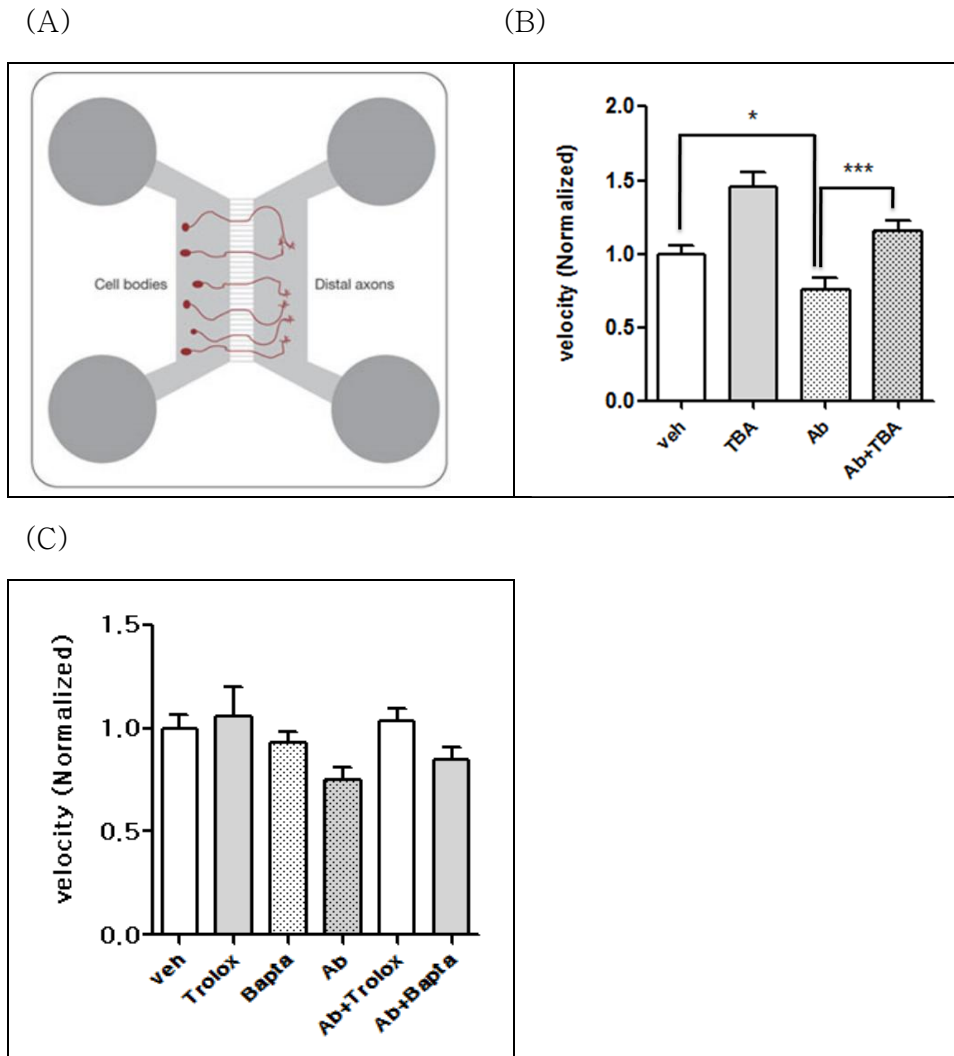 (A)
(B)
Cell bodies
Distal axons
velocity (Normalized)
2.0
1.5
1.0
0.5
0.0
*
***
veh
TBA
Ab
Ab+TBA
(C)
velocity (Normalized)
1.5
1.0
0.5
0.0
veh
Trolox
Bapta
Ab
Ab+Trolox
Ab+Bapta